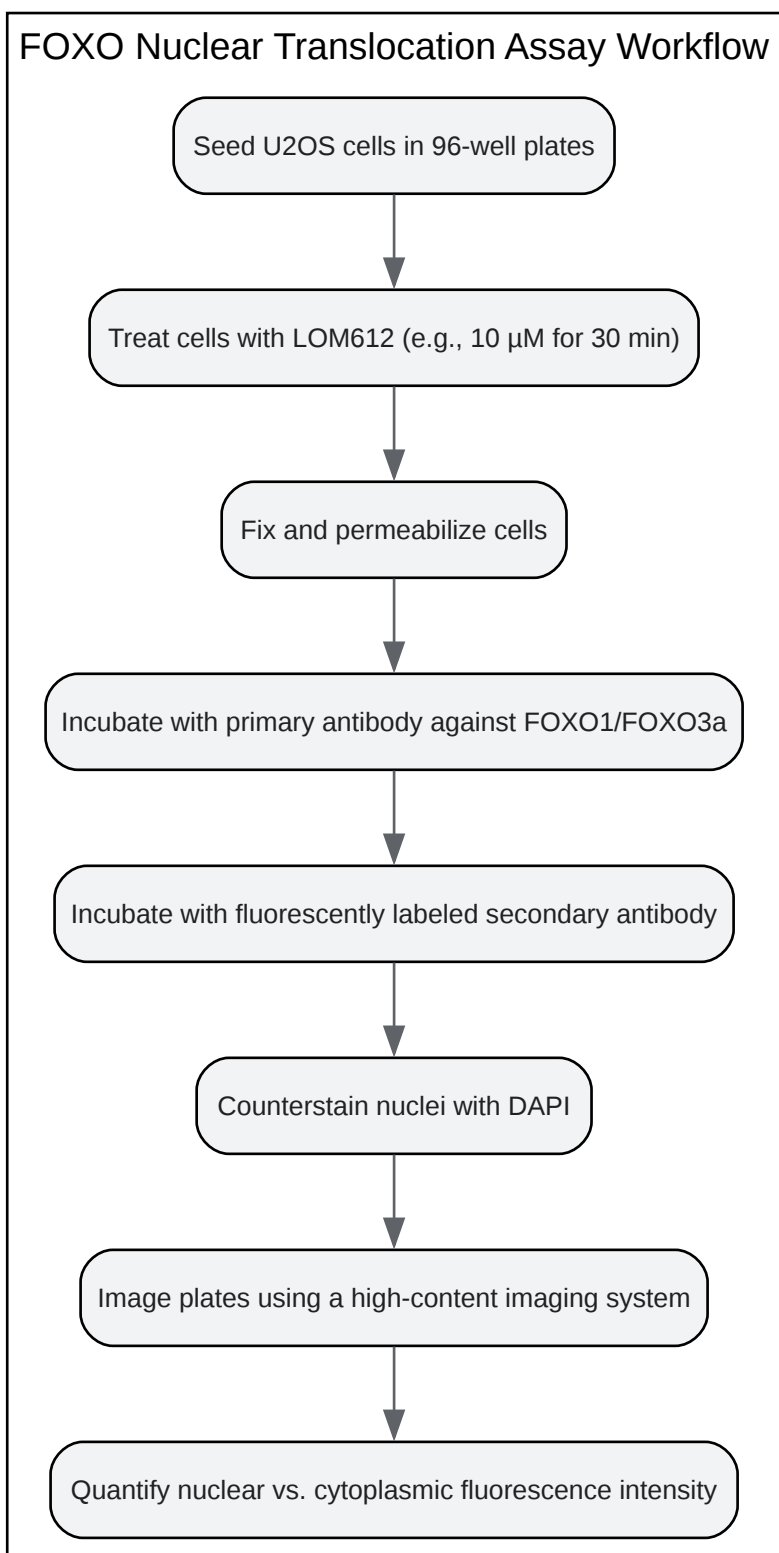 FOXO Nuclear Translocation Assay Workflow
Seed U2OS cells in 96-well plates
Treat cells with LOM612 (e.g., 10 µM for 30 min)
Fix and permeabilize cells
Incubate with primary antibody against FOXO1/FOXO3a
Incubate with fluorescently labeled secondary antibody
Counterstain nuclei with DAPI
Image plates using a high-content imaging system
Quantify nuclear vs. cytoplasmic fluorescence intensity